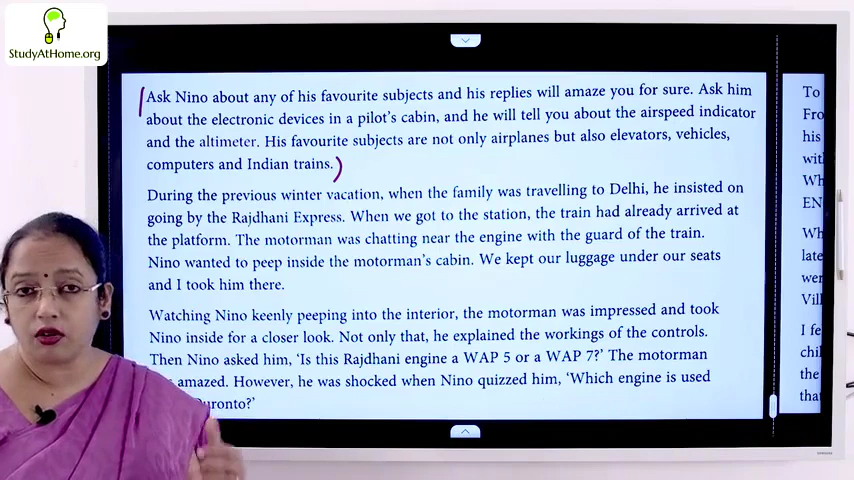 StudyAtHome.org
Ask Nino about any of his favourite subjects and his replies will amaze you for sure. Ask him
about the electronic devices in a pilot's cabin, and he will tell you about the airspeed indicator
and the altimeter. His favourite subjects are not only airplanes but also elevators, vehicles,
computers and Indian trains.
During the previous winter vacation, when the family was travelling to Delhi, he insisted on
going by the Rajdhani Express. When we got to the station, the train had already arrived at
the platform. The motorman was chatting near the engine with the guard of the train.
Nino wanted to peep inside the motorman's cabin. We kept our luggage under our seats
and I took him there.
Watching Nino keenly peeping into the interior, the motorman was impressed and took
Nino inside for a closer look. Not only that, he explained the workings of the controls.
Then Nino asked him, 'Is this Rajdhani engine a WAP 5 or a WAP 7?' The motorman
amazed. However, he was shocked when Nino quizzed him, 'Which engine is used
Duronto?'
To
Fro
his
wit
Wh
EN
Wh
late
wer
Vill
I fe
chil
the
tha